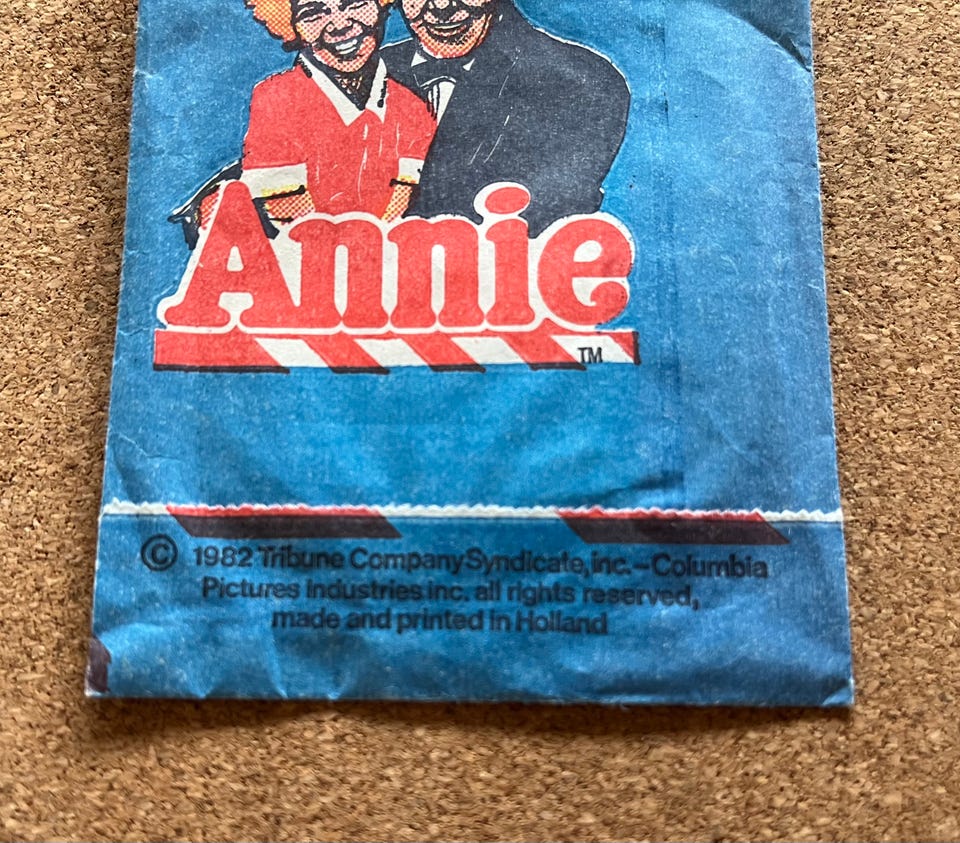 Annie
TM
© 1982 Tribune Company Syndicate, inc. – Columbia
Pictures Industries inc. all rights reserved,
made and printed in Holland